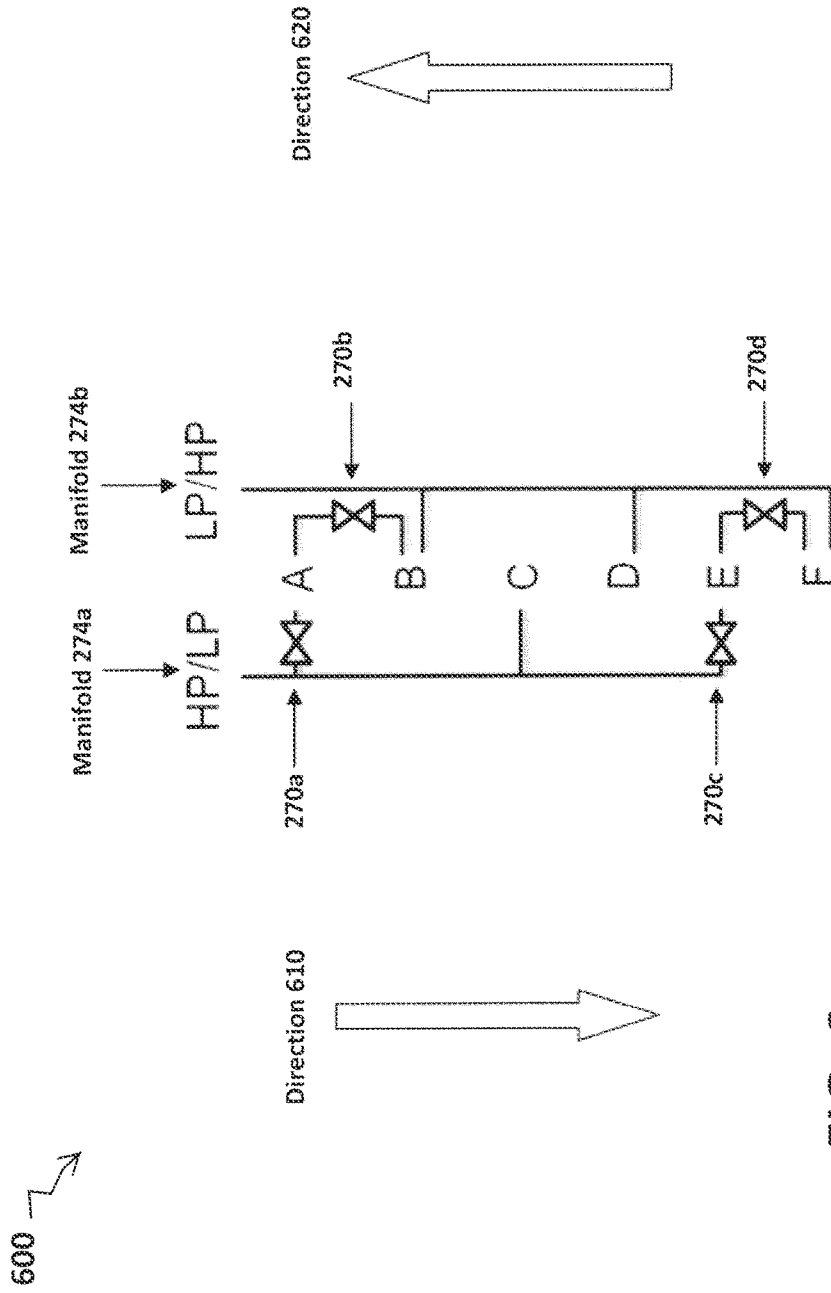 600
Direction 610
Manifold 274a
HP/LP
Manifold 274b
LP/HP
Direction 620
270a
A
270b
B
C
D
270c
E
270d
F